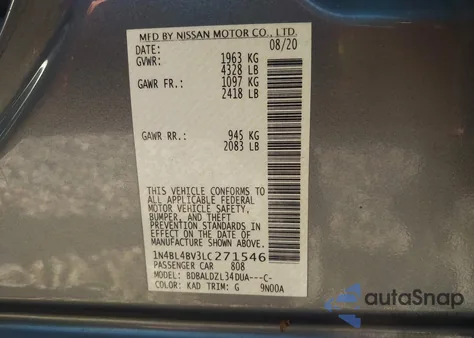 MFD BY NISSAN MOTOR CO., LTD.
DATE: 08/20
GVWR: 1963 KG
4328 LB
GAWR FR.: 1097 KG
2418 LB
GAWR RR.: 945 KG
2083 LB
THIS VEHICLE CONFORMS TO
ALL APPLICABLE FEDERAL
MOTOR VEHICLE SAFETY,
BUMPER, AND THEFT
PREVENTION STANDARDS IN
EFFECT ON THE DATE OF
MANUFACTURE SHOWN ABOVE.
1N4BL4BV3LC271546
PASSENGER CAR 808
MODEL: BDBALDZL34DUA---C-
COLOR: KAD TRIM: G 9N00A
autoSnap